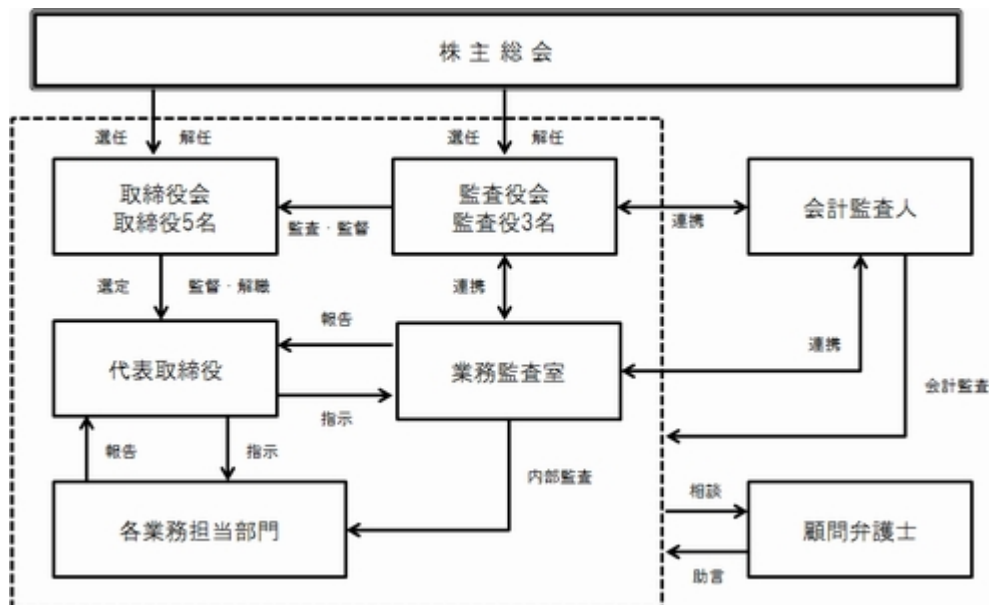 株主総会
選任 解任
選任 解任
取締役会
取締役5名
監査・監督
監査役会
監査役3名
連携
会計監査人
選定 監督・解職
連携
報告
代表取締役
業務監査室
連携
指示
会計監査
報告
指示
内部監査
相談
各業務担当部門
顧問弁護士
助言